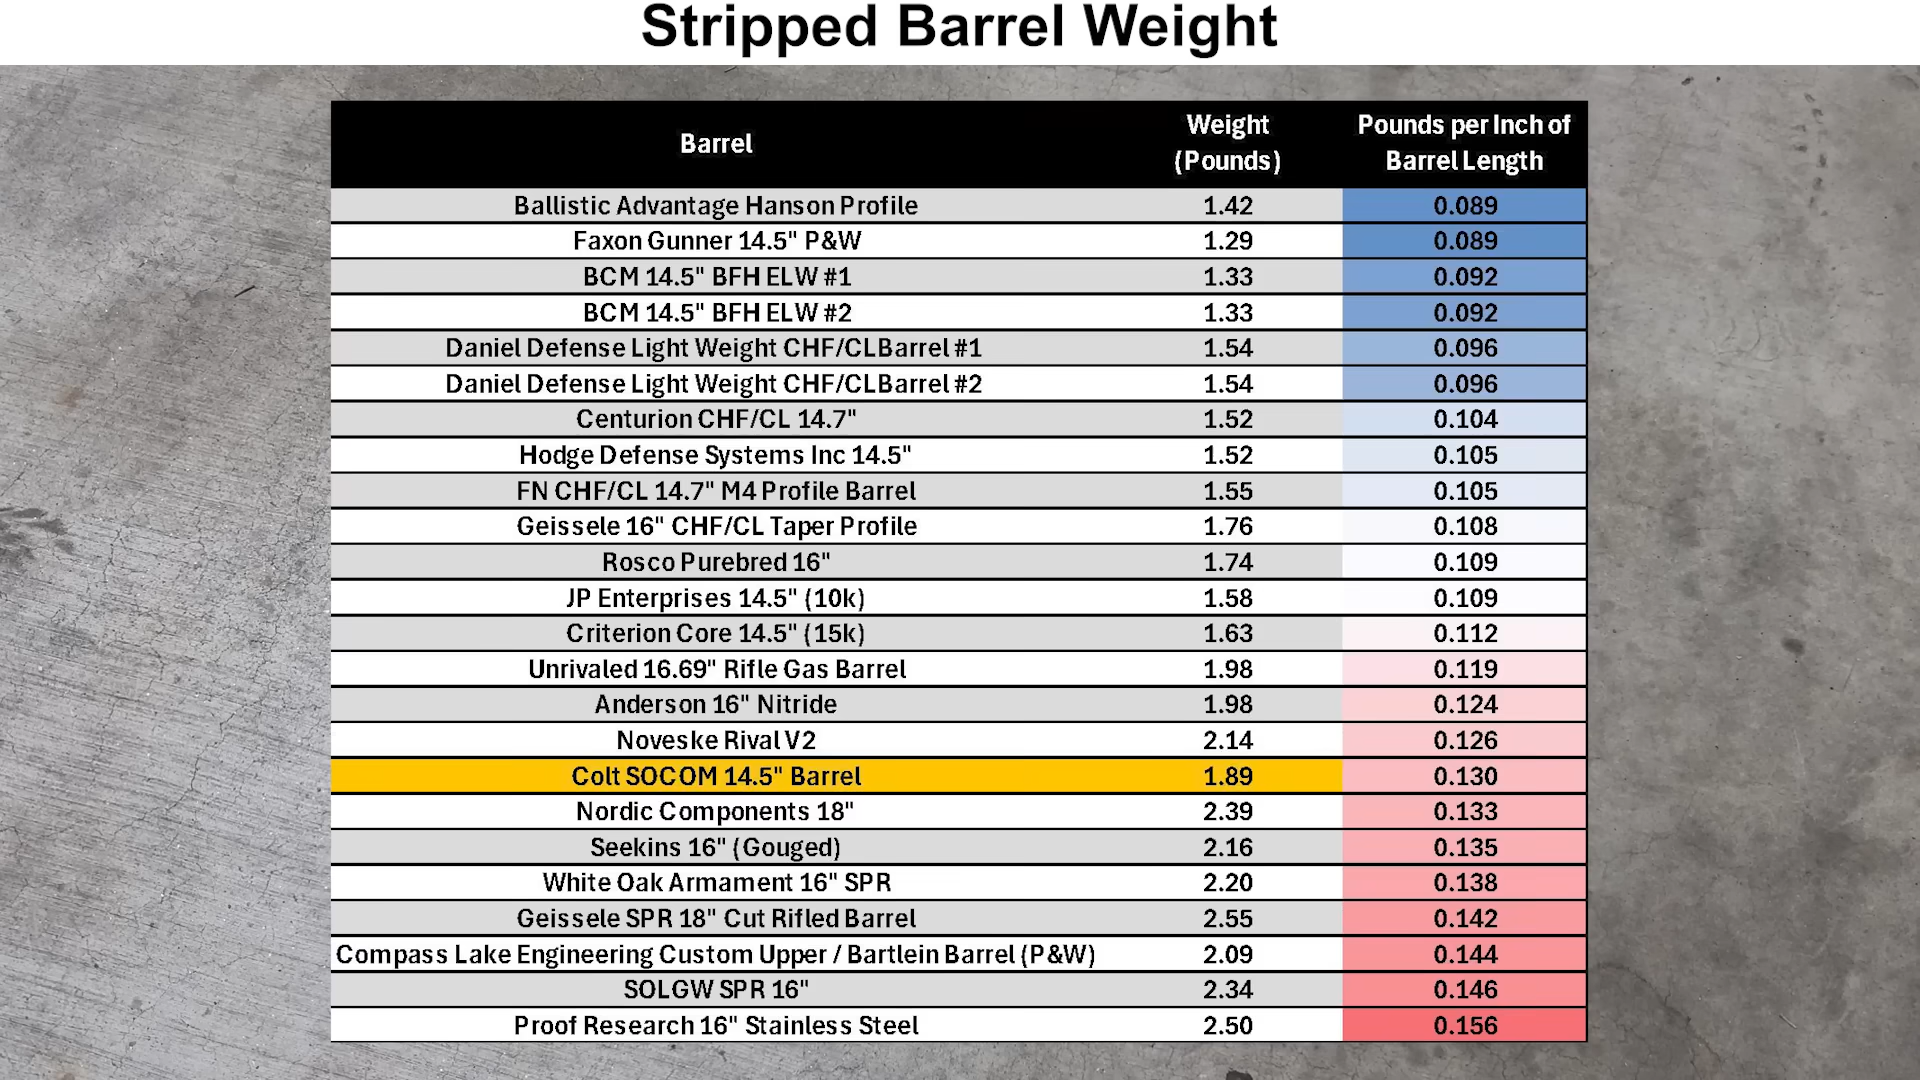 Stripped Barrel Weight
Barrel Weight (Pounds) Pounds per Inch of Barrel Length
Ballistic Advantage Hanson Profile 1.42 0.089
Faxon Gunner 14.5" P&W 1.29 0.089
BCM 14.5" BFH ELW #1 1.33 0.092
BCM 14.5" BFH ELW #2 1.33 0.092
Daniel Defense Light Weight CHF/CL Barrel #1 1.54 0.096
Daniel Defense Light Weight CHF/CL Barrel #2 1.54 0.096
Centurion CHF/CL 14.7" 1.52 0.104
Hodge Defense Systems Inc 14.5" 1.52 0.105
FN CHF/CL 14.7" M4 Profile Barrel 1.55 0.105
Geissele 16" CHF/CL Taper Profile 1.76 0.108
Rosco Purebred 16" 1.74 0.109
JP Enterprises 14.5" (10k) 1.58 0.109
Criterion Core 14.5" (15k) 1.63 0.112
Unrivaled 16.69" Rifle Gas Barrel 1.98 0.119
Anderson 16" Nitride 1.98 0.124
Noveske Rival V2 2.14 0.126
Colt SOCOM 14.5" Barrel 1.89 0.130
Nordic Components 18" 2.39 0.133
Seekins 16" (Gouged) 2.16 0.135
White Oak Armament 16" SPR 2.20 0.138
Geissele SPR 18" Cut Rifled Barrel 2.55 0.142
Compass Lake Engineering Custom Upper / Bartlein Barrel (P&W) 2.09 0.144
SOLGW SPR 16" 2.34 0.146
Proof Research 16" Stainless Steel 2.50 0.156